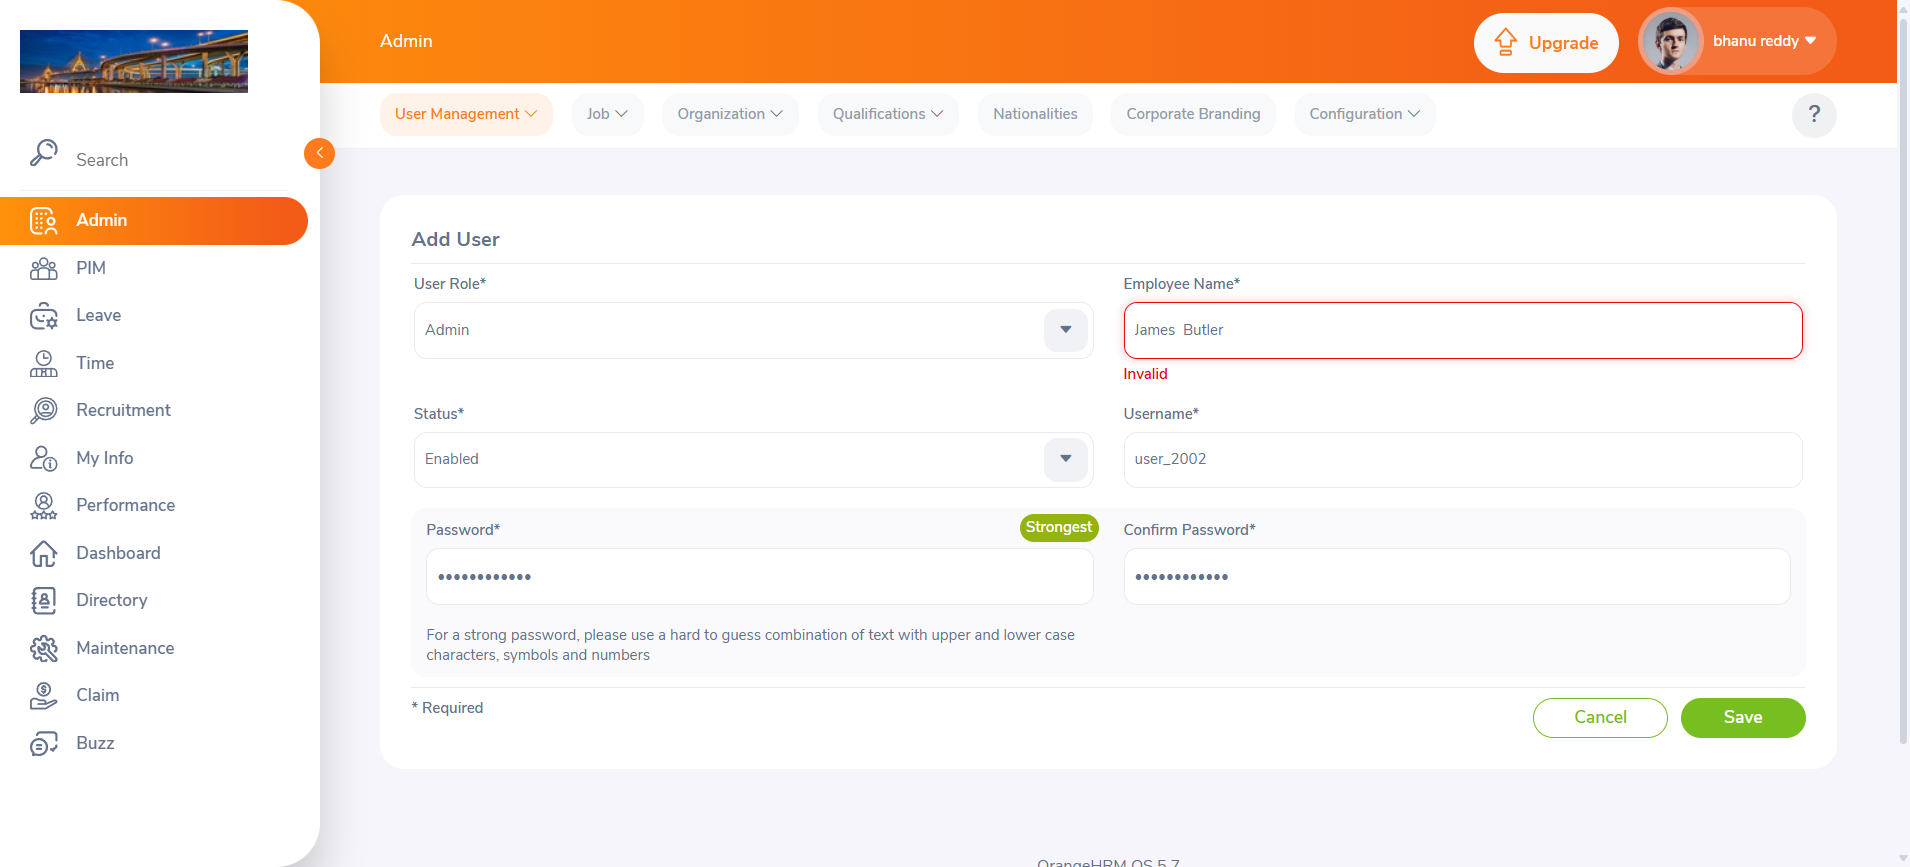 Admin
Upgrade
bhanu reddy
User Management
Job
Organization
Qualifications
Nationalities
Corporate Branding
Configuration
?
Search
Admin
PIM
Leave
Time
Recruitment
My Info
Performance
Dashboard
Directory
Maintenance
Claim
Buzz
Add User
User Role*
Employee Name*
Admin
James  Butler
Invalid
Status*
Username*
Enabled
user_2002
Password*
Strongest
Confirm Password*
••••••••••••
••••••••••••
For a strong password, please use a hard to guess combination of text with upper and lower case
characters, symbols and numbers
* Required
Cancel
Save
OrangeHRM OS 5.7